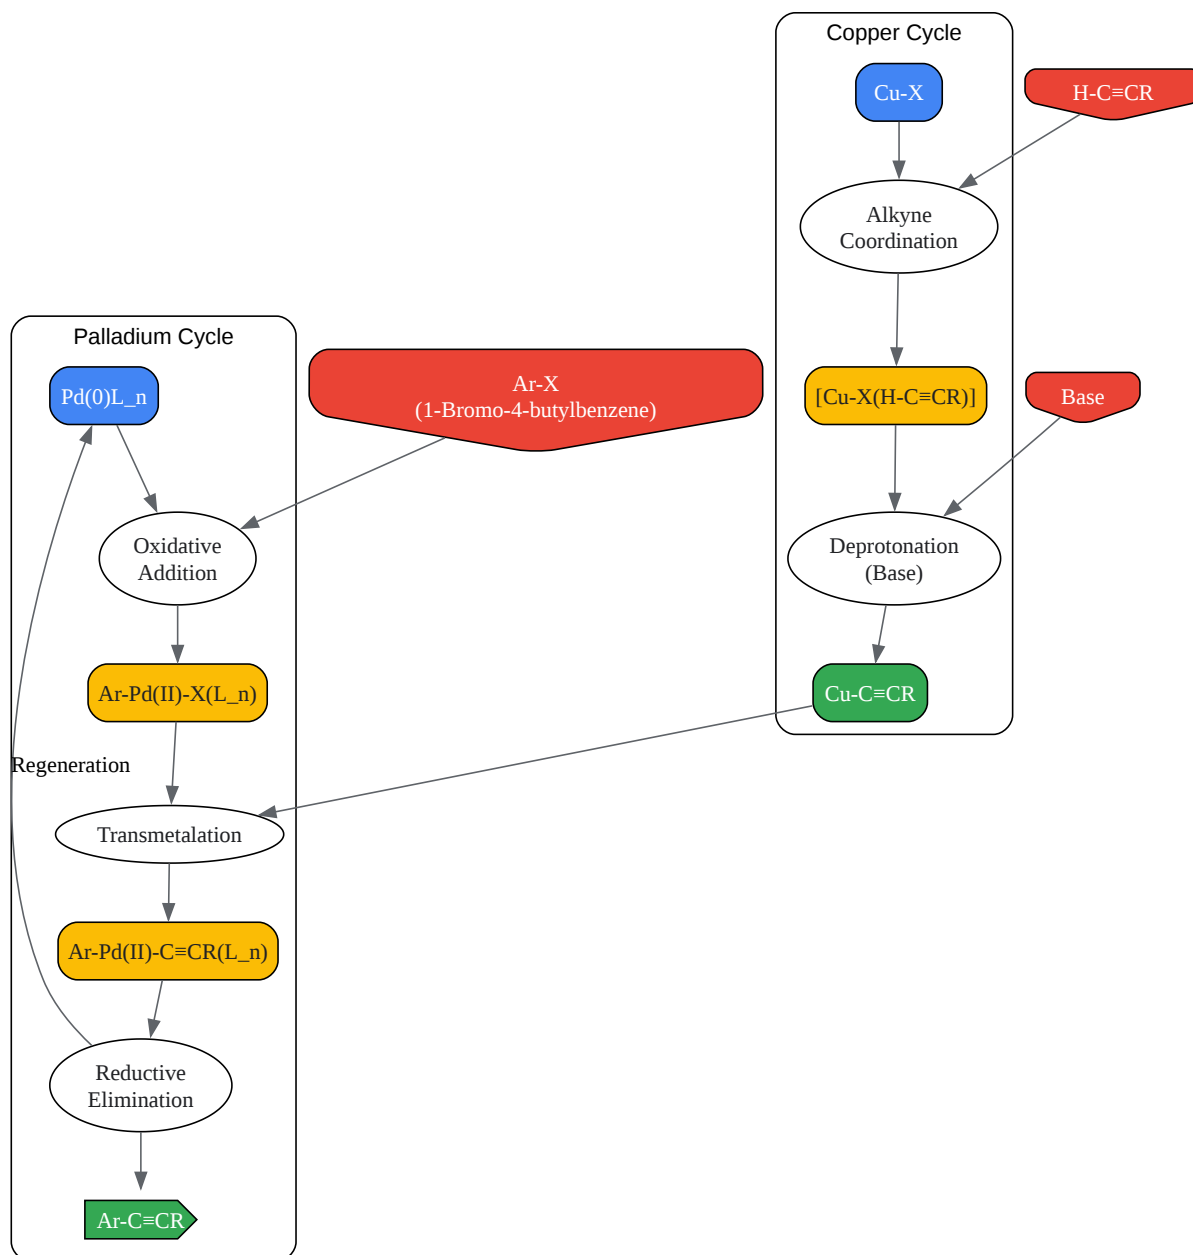 Copper Cycle
Cu-X
H-C≡CR
Alkyne
Coordination
Palladium Cycle
Pd(0)L_n
Ar-X
(1-Bromo-4-butylbenzene)
[Cu-X(H-C≡CR)]
Base
Oxidative
Addition
Deprotonation
(Base)
Ar-Pd(II)-X(L_n)
Cu-C≡CR
Regeneration
Transmetalation
Ar-Pd(II)-C≡CR(L_n)
Reductive
Elimination
Ar-C≡CR